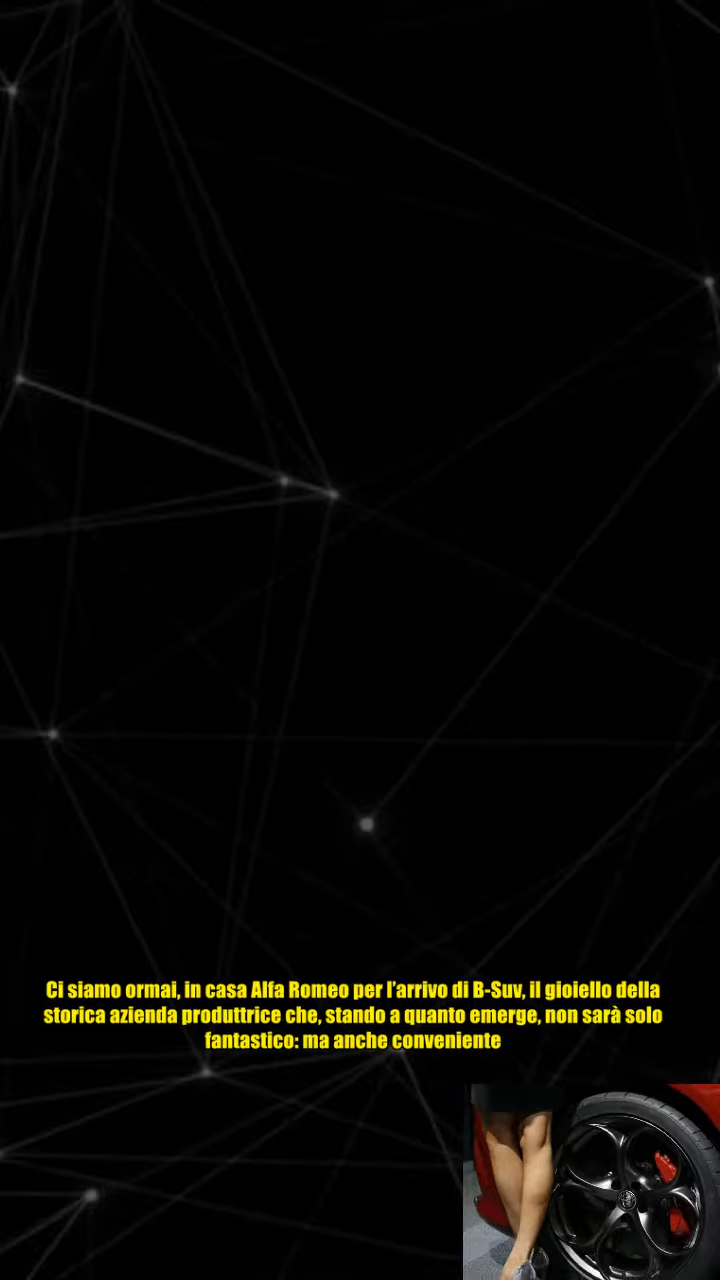 Ci siamo ormai, in casa Alfa Romeo per l'arrivo di B-Suv, il gioiello della
storica azienda produttrice che, stando a quanto emerge, non sarà solo
fantastico: ma anche conveniente